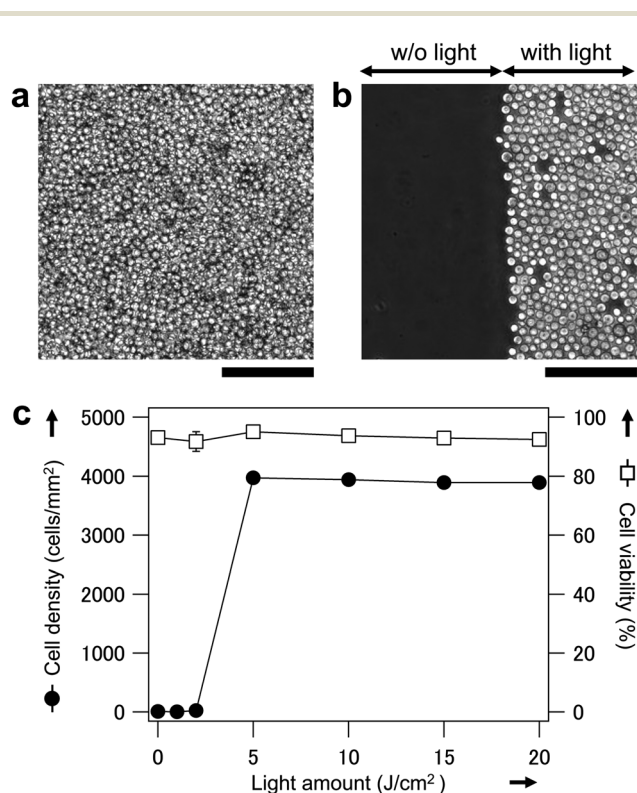 w/o light with light
a b
c
5000 100
4000 80
3000 60
2000 40
1000 20
0 0
Cell density (cells/mm²)
Cell viability (%)
0 5 10 15 20
Light amount (J/cm²)